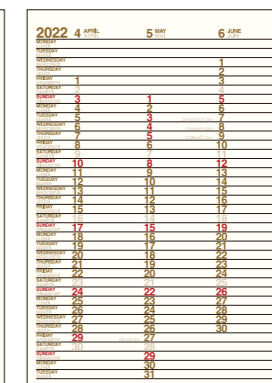 2022 4 APRIL 5 MAY 6 JUNE
MONDAY
TUESDAY
WEDNESDAY 1
THURSDAY 2
FRIDAY 1 3
SATURDAY 2 4
SUNDAY 3 1 5
MONDAY 4 2 6
TUESDAY 5 3 7
WEDNESDAY 6 4 8
THURSDAY 7 5 9
FRIDAY 8 6 10
SATURDAY 9 7 11
SUNDAY 10 8 12
MONDAY 11 9 13
TUESDAY 12 10 14
WEDNESDAY 13 11 15
THURSDAY 14 12 16
FRIDAY 15 13 17
SATURDAY 16 14 18
SUNDAY 17 15 19
MONDAY 18 16 20
TUESDAY 19 17 21
WEDNESDAY 20 18 22
THURSDAY 21 19 23
FRIDAY 22 20 24
SATURDAY 23 21 25
SUNDAY 24 22 26
MONDAY 25 23 27
TUESDAY 26 24 28
WEDNESDAY 27 25 29
THURSDAY 28 26 30
FRIDAY 29 27
SATURDAY 30 28
SUNDAY 29
MONDAY 30
TUESDAY 31